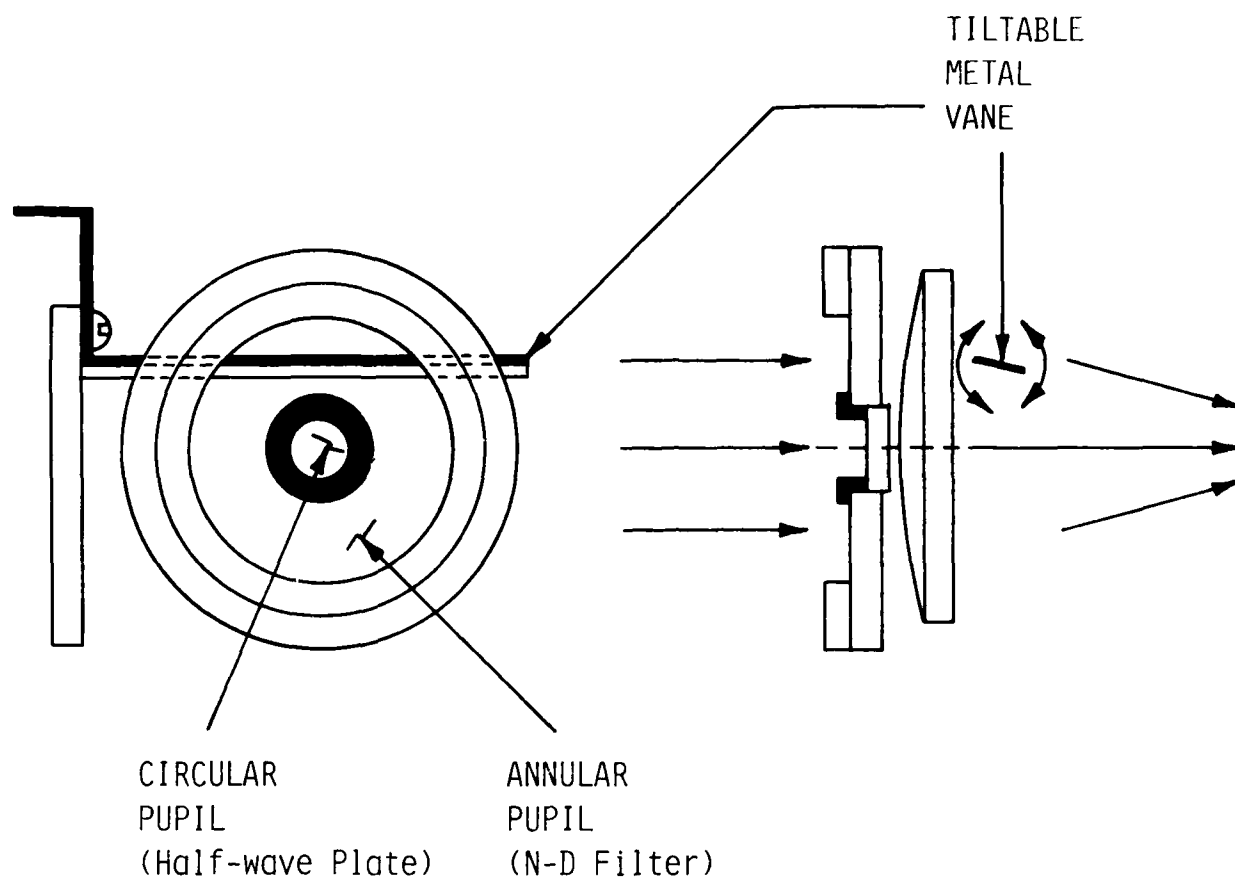 TILTABLE
METAL
VANE
CIRCULAR
PUPIL
(Half-wave Plate)
ANNULAR
PUPIL
(N-D Filter)